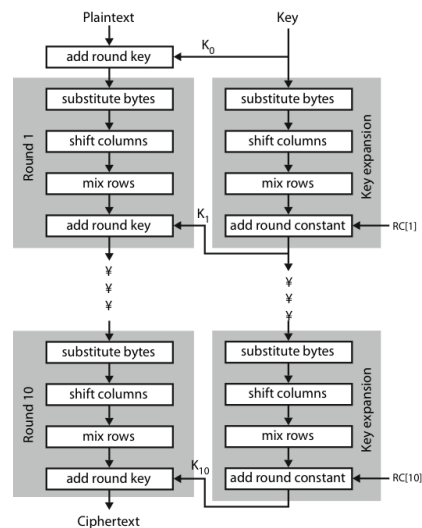 Plaintext
Key
add round key
K0
Round 1
substitute bytes
shift columns
mix rows
add round key
K1
Key expansion
substitute bytes
shift columns
mix rows
add round constant
RC[1]
¥
¥
¥
¥
¥
¥
Round 10
substitute bytes
shift columns
mix rows
add round key
K10
Key expansion
substitute bytes
shift columns
mix rows
add round constant
RC[10]
Ciphertext